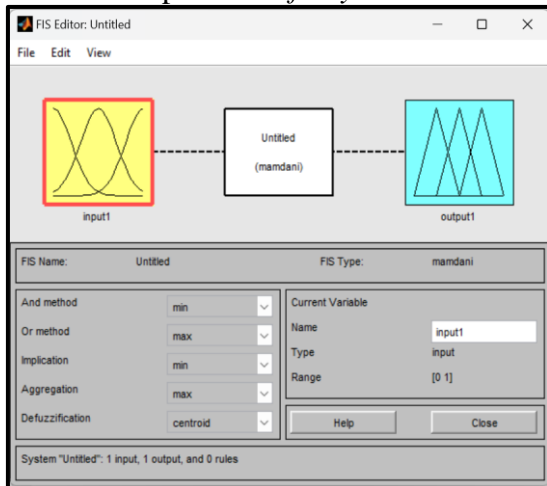 FIS Editor: Untitled
File Edit View
Untitled
(mamdani)
input1
output1
FIS Name: Untitled FIS Type: mamdani
And method min
Or method max
Implication min
Aggregation max
Defuzzification centroid
Current Variable
Name input1
Type input
Range [0 1]
Help Close
System "Untitled": 1 input, 1 output, and 0 rules